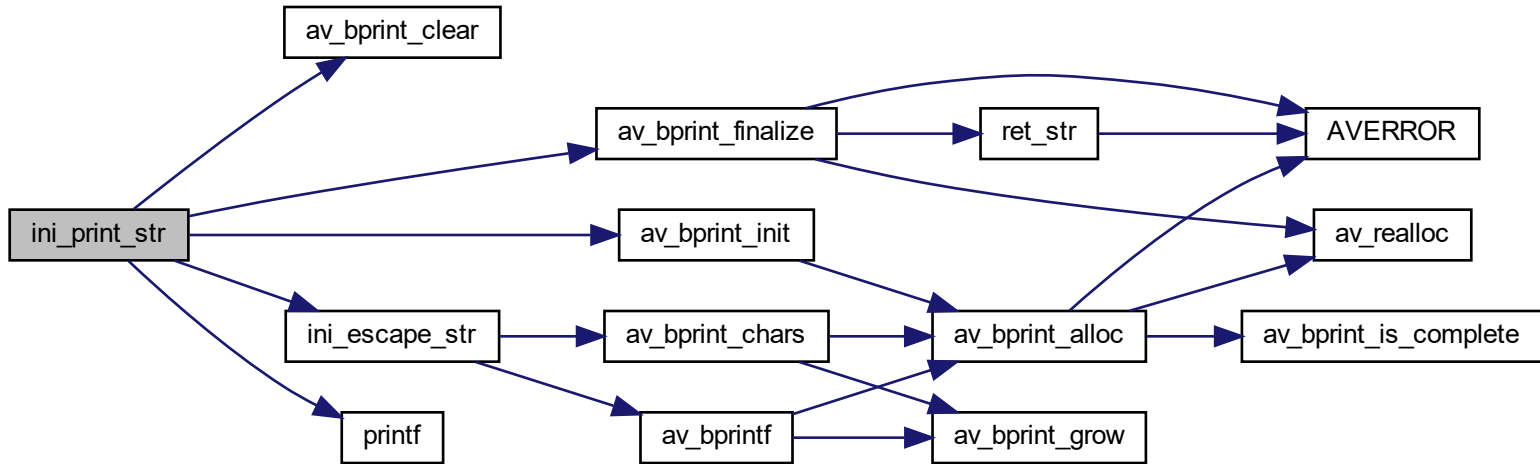 av_bprint_clear
av_bprint_finalize
ret_str
AVERROR
ini_print_str
av_bprint_init
av_realloc
ini_escape_str
av_bprint_chars
av_bprint_alloc
av_bprint_is_complete
printf
av_bprintf
av_bprint_grow